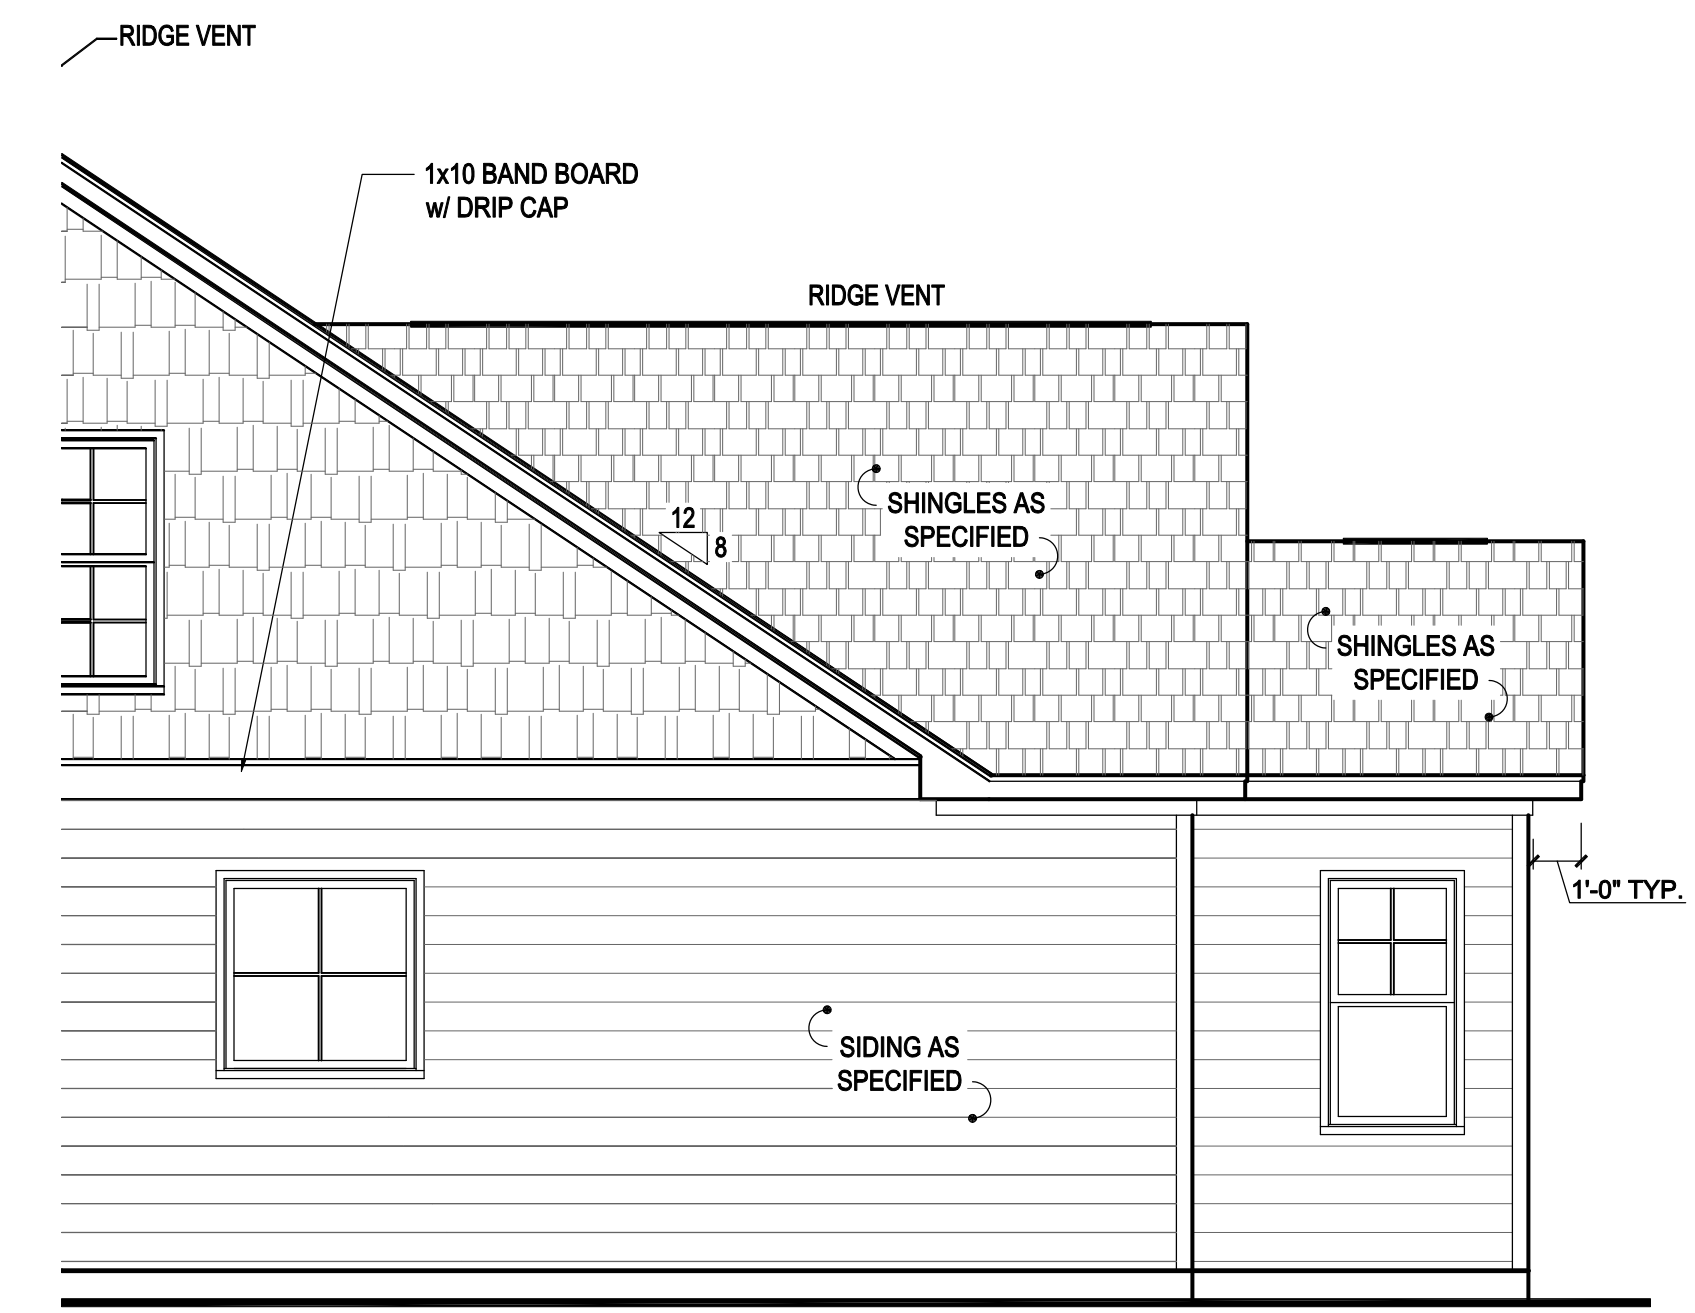 RIDGE VENT
1x10 BAND BOARD
w/ DRIP CAP
RIDGE VENT
SHINGLES AS
SPECIFIED
12
8
SHINGLES AS
SPECIFIED
1'-0" TYP.
SIDING AS
SPECIFIED